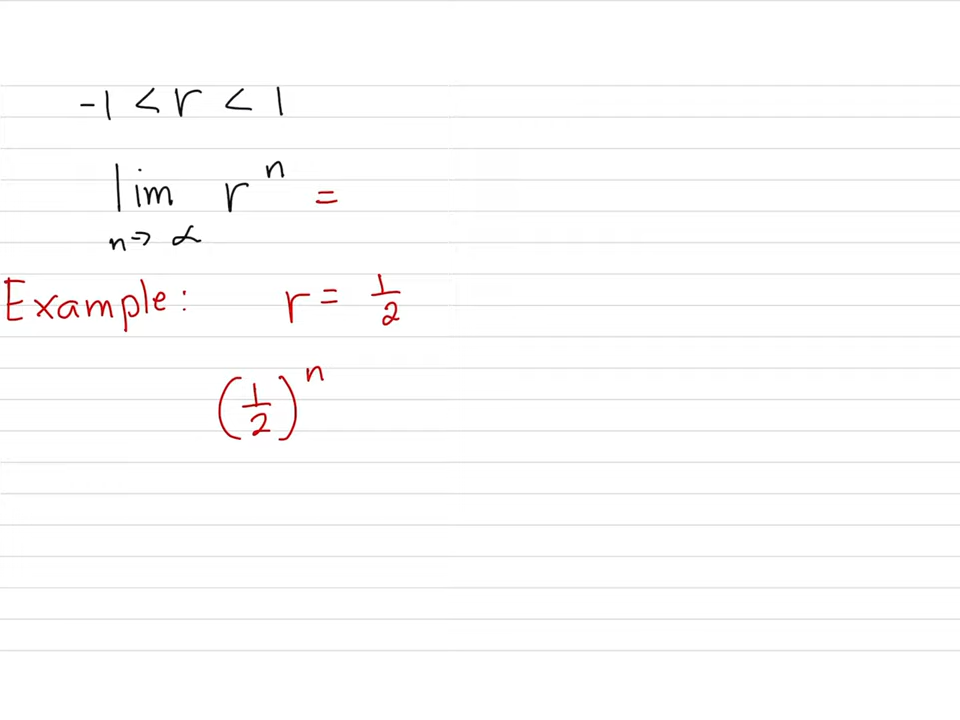 -1 < r < 1
lim r^n =
n→∝
Example: r = 1/2
(1/2)^n